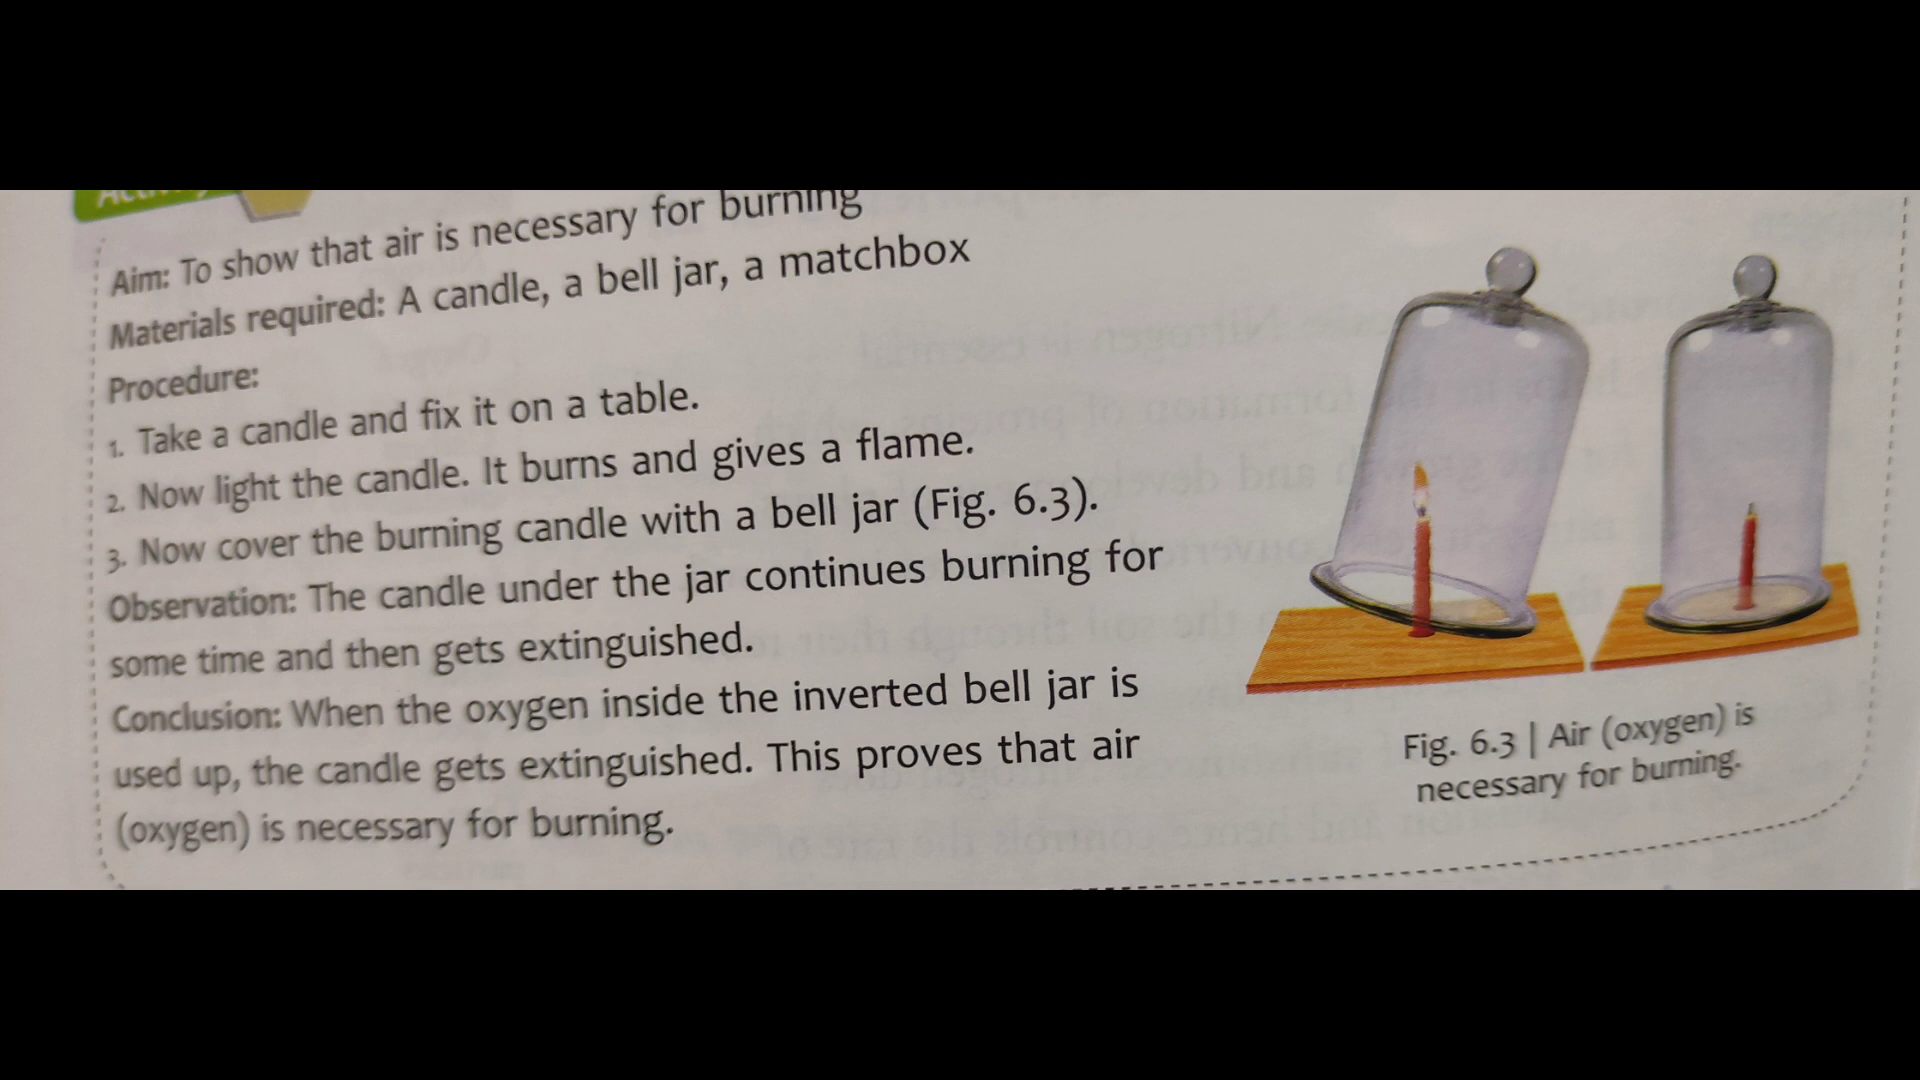 Activity
Aim: To show that air is necessary for burning
Materials required: A candle, a bell jar, a matchbox
Procedure:
1. Take a candle and fix it on a table.
2. Now light the candle. It burns and gives a flame.
3. Now cover the burning candle with a bell jar (Fig. 6.3).
Observation: The candle under the jar continues burning for
some time and then gets extinguished.
Conclusion: When the oxygen inside the inverted bell jar is
used up, the candle gets extinguished. This proves that air
(oxygen) is necessary for burning.
Fig. 6.3 | Air (oxygen) is
necessary for burning.